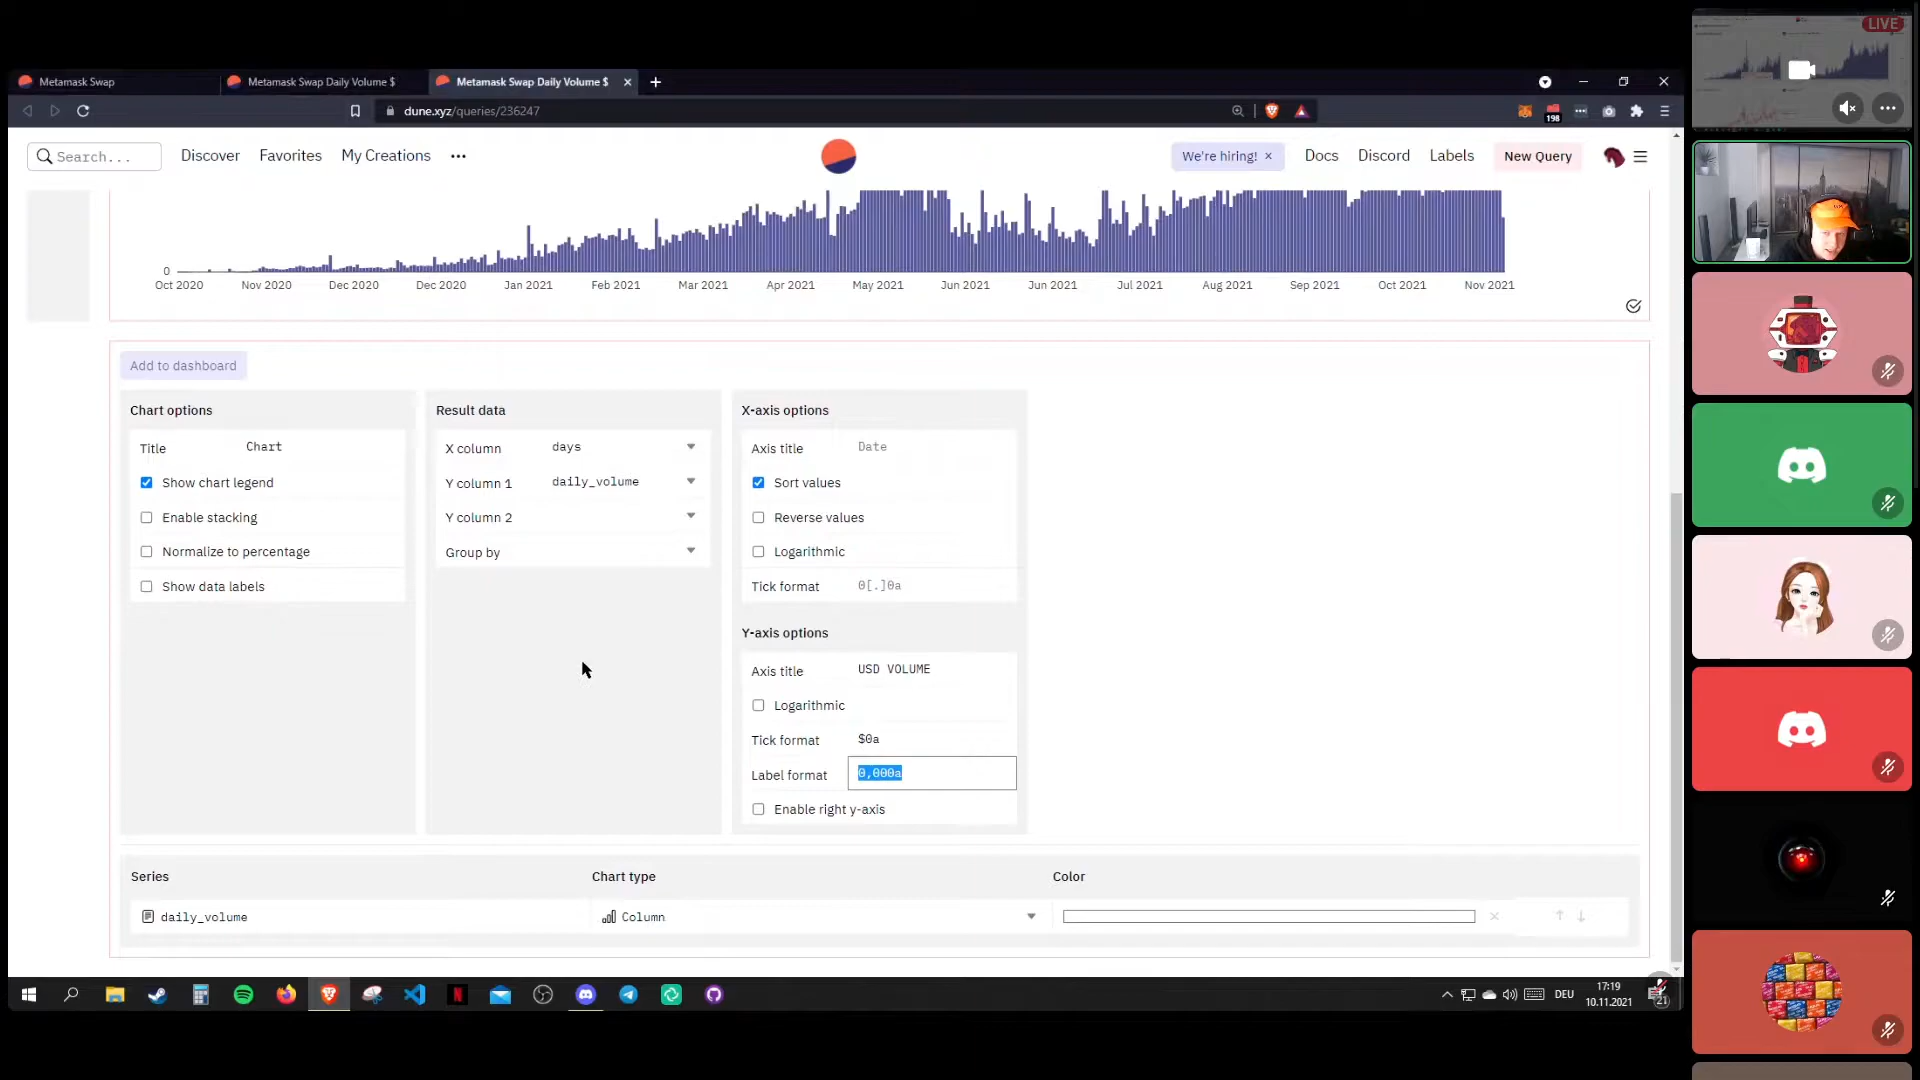 LIVE
Metamask Swap
Metamask Swap Daily Volume $
Metamask Swap Daily Volume $
dune.xyz/queries/236247
198
Search...
Discover
Favorites
My Creations
We're hiring!
Docs
Discord
Labels
New Query
0
Oct 2020
Nov 2020
Dec 2020
Dec 2020
Jan 2021
Feb 2021
Mar 2021
Apr 2021
May 2021
Jun 2021
Jun 2021
Jul 2021
Aug 2021
Sep 2021
Oct 2021
Nov 2021
Add to dashboard
Chart options
Title Chart
Show chart legend
Enable stacking
Normalize to percentage
Show data labels
Result data
X column days
Y column 1 daily_volume
Y column 2
Group by
X-axis options
Axis title Date
Sort values
Reverse values
Logarithmic
Tick format 0[.]0a
Y-axis options
Axis title USD VOLUME
Logarithmic
Tick format $0a
Label format 0,000a
Enable right y-axis
Series
Chart type
Color
daily_volume
Column
DEU
17:19
10.11.2021
21